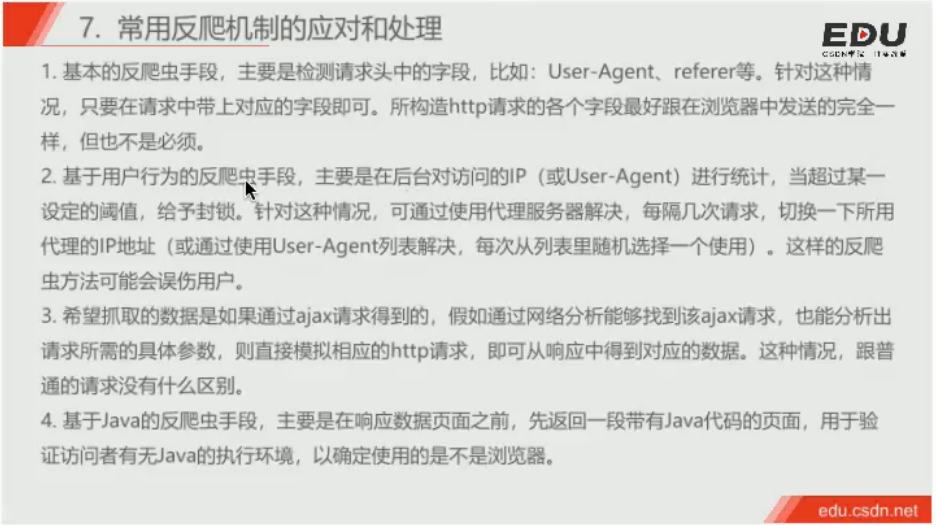 7. 常用反爬机制的应对和处理
EDU
1. 基本的反爬虫手段，主要是检测请求头中的字段，比如：User-Agent、referer等。针对这种情
况，只要在请求中带上对应的字段即可。所构造http请求的各个字段最好跟在浏览器中发送的完全一
样，但也不是必须。
2. 基于用户行为的反爬虫手段，主要是在后台对访问的IP（或User-Agent）进行统计，当超过某一
设定的阈值，给予封锁。针对这种情况，可通过使用代理服务器解决，每隔几次请求，切换一下所用
代理的IP地址（或通过使用User-Agent列表解决，每次从列表里随机选择一个使用）。这样的反爬
虫方法可能会误伤用户。
3. 希望抓取的数据是如果通过ajax请求得到的，假如通过网络分析能够找到该ajax请求，也能分析出
请求所需的具体参数，则直接模拟相应的http请求，即可从响应中得到对应的数据。这种情况，跟普
通的请求没有什么区别。
4. 基于Java的反爬虫手段，主要是在响应数据页面之前，先返回一段带有Java代码的页面，用于验
证访问者有无Java的执行环境，以确定使用的是不是浏览器。
edu.csdn.net